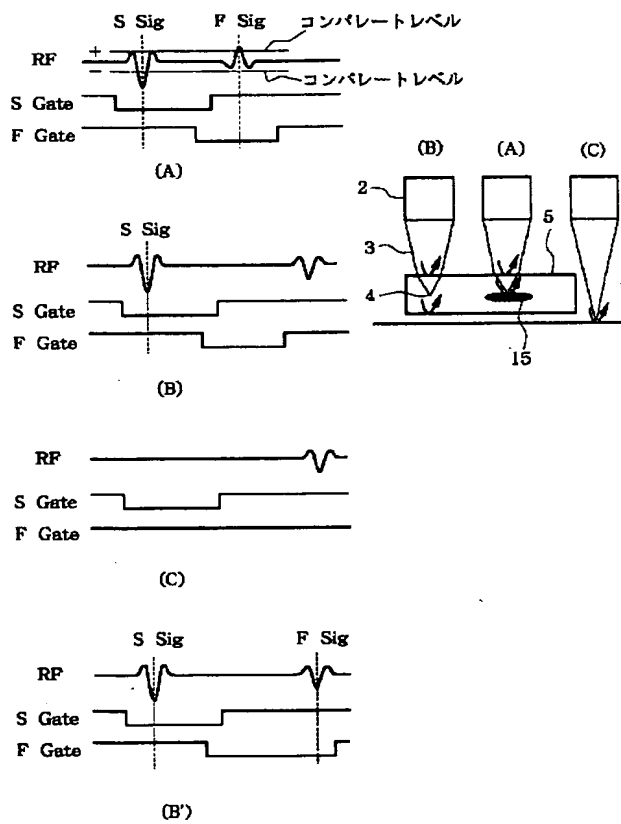 S Sig F Sig
コンパレートレベル
+
RF
−
コンパレートレベル
S Gate
F Gate
(A)
(B) (A) (C)
2
5
3
4
15
S Sig
RF
S Gate
F Gate
(B)
RF
S Gate
F Gate
(C)
S Sig F Sig
RF
S Gate
F Gate
(B')